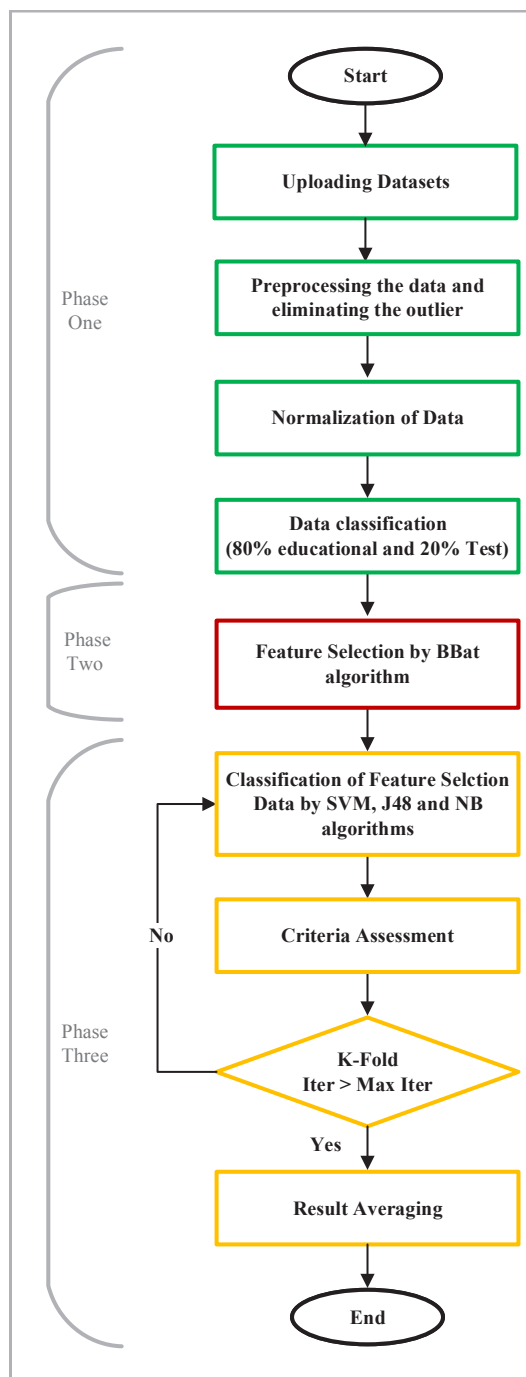 Start
Uploading Datasets
Preprocessing the data and
eliminating the outlier
Phase
One
Normalization of Data
Data classification
(80% educational and 20% Test)
Phase
Two
Feature Selection by BBat
algorithm
Classification of Feature Selction
Data by SVM, J48 and NB
algorithms
No
Criteria Assessment
Phase
Three
K-Fold
Iter > Max Iter
Yes
Result Averaging
End